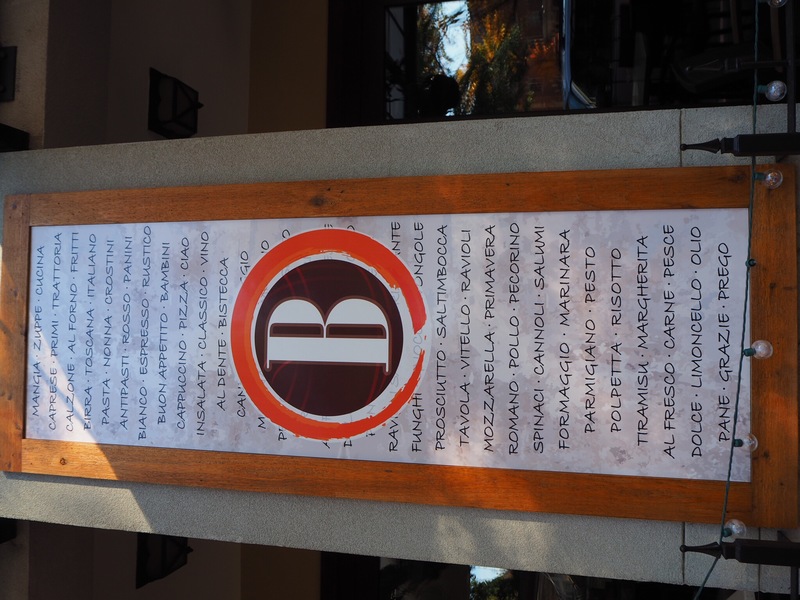 MANGIA · ZUPPE · CUCINA
CAPRESE · PRIMI · TRATTORIA
CALZONE · AL FORNO · FRITTI
BIRRA · TOSCANA · ITALIANO
PASTA · NONNA · CROSTINI
ANTIPASTI · ROSSO · PANINI
BIANCO · ESPRESSO · RUSTICO
BUON APPETITO · BAMBINI
CAPPUCCINO · PIZZA · CIAO
INSALATA · CLASSICO · VINO
AL DENTE · BISTECCA
B
FUNGHI
PROSCIUTTO · SALTIMBOCCA
TAVOLA · VITELLO · RAVIOLI
MOZZARELLA · PRIMAVERA
ROMANO · POLLO · PECORINO
SPINACI · CANNOLI · SALUMI
FORMAGGIO · MARINARA
PARMIGIANO · PESTO
POLPETTA · RISOTTO
TIRAMISU · MARGHERITA
AL FRESCO · CARNE · PESCE
DOLCE · LIMONCELLO · OLIO
PANE · GRAZIE · PREGO